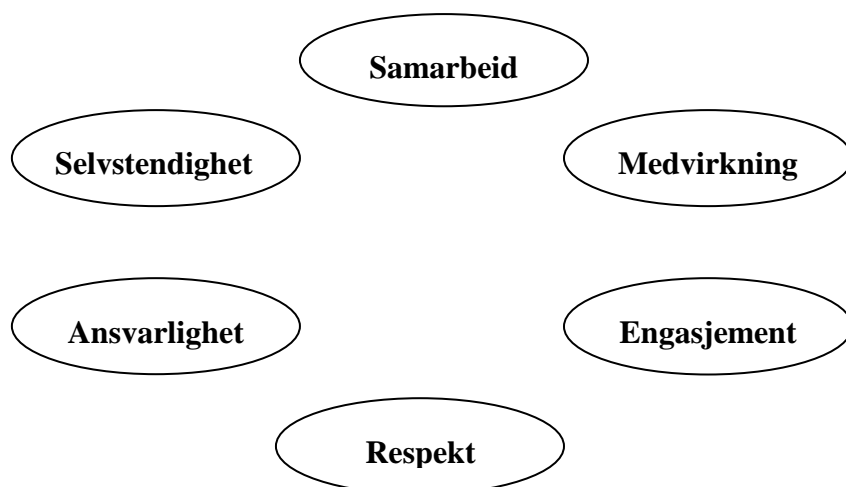 Samarbeid
Selvstendighet
Medvirkning
Ansvarlighet
Engasjement
Respekt